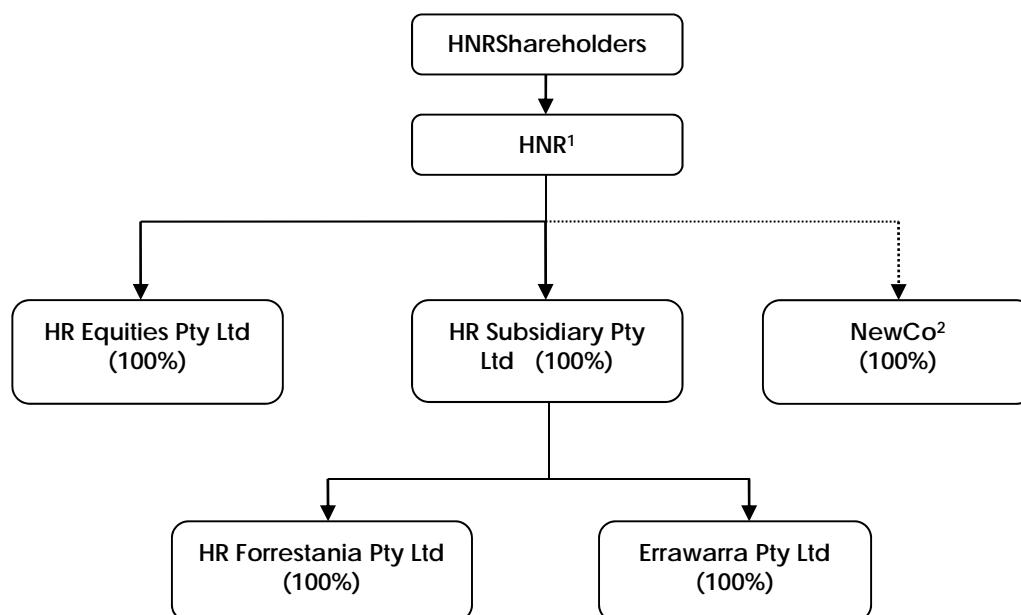 HNRShareholders
HNR¹
HR Equities Pty Ltd
(100%)
HR Subsidiary Pty
Ltd (100%)
NewCo²
(100%)
HR Forrestania Pty Ltd
(100%)
Errawarra Pty Ltd
(100%)